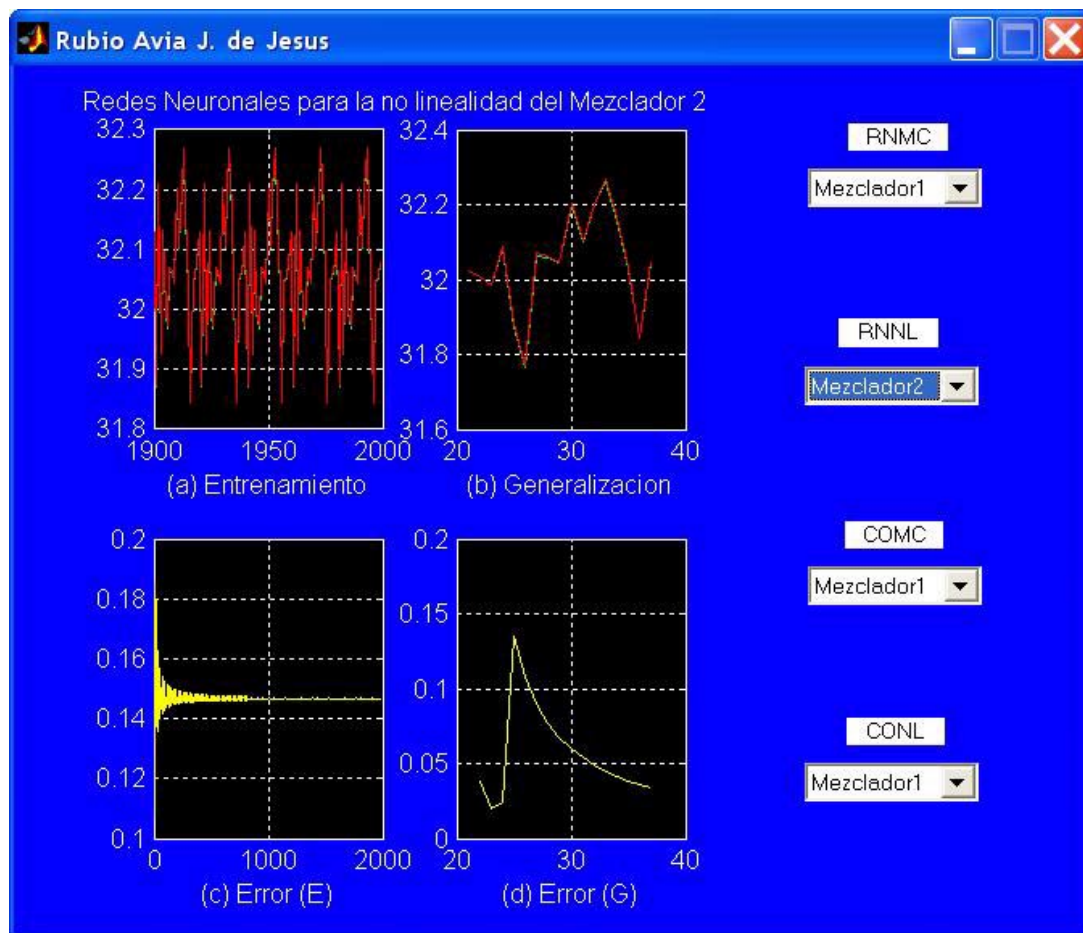 Rubio Avia J. de Jesus
Redes Neuronales para la no linealidad del Mezclador 2
32.3
32.2
32.1
32
31.9
31.8
1900 1950 2000
(a) Entrenamiento
32.4
32.2
32
31.8
31.6
20 30 40
(b) Generalizacion
0.2
0.18
0.16
0.14
0.12
0.1
0 1000 2000
(c) Error (E)
0.2
0.15
0.1
0.05
0
20 30 40
(d) Error (G)
RNMC
Mezclador1
RNNL
Mezclador2
COMC
Mezclador1
CONL
Mezclador1